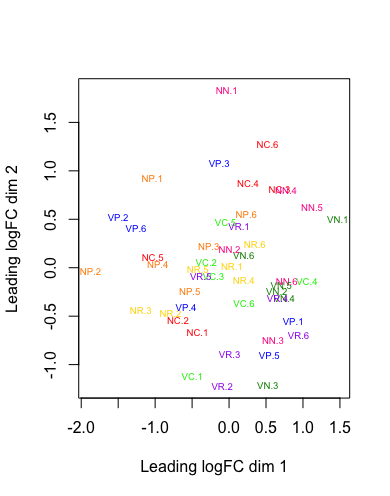 NN.1
NC.6
VP.3
NP.1
NC.4
NC.3
NN.4
NN.5
VP.2
NP.6
VN.1
VC.5
VP.6
VR.1
NR.6
NP.3
NN.2
VN.6
NC.5
NP.4
VC.2
NR.1
NP.2
NR.5
VR.5
VC.3
NR.4
NN.6
VC.4
VN.5
NP.5
VN.2
VR.4
VN.4
VC.6
VP.4
NR.3
NR.2
NC.2
VP.1
NC.1
VR.6
NN.3
VR.3
VP.5
VC.1
VR.2
VN.3
-2.0
-1.0
0.0
0.5
1.0
1.5
Leading logFC dim 1
-1.0
-0.5
0.0
0.5
1.0
1.5
Leading logFC dim 2